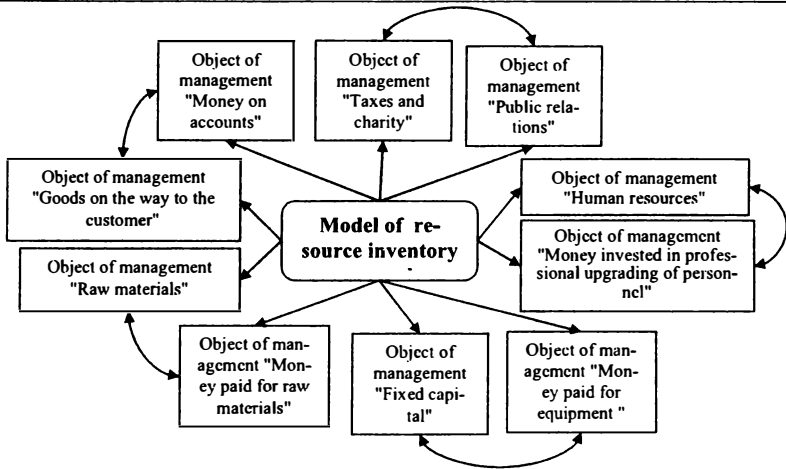 Object of
management
"Money on
accounts"
Object of
management
"Taxes and
charity"
Object of
management
"Public rela-
tions"
Object of management
"Goods on the way to the
customer"
Object of management
"Human resources"
Model of re-
source inventory
Object of management
"Money invested in profes-
sional upgrading of person-
nel"
Object of management
"Raw materials"
Object of man-
agement "Mon-
ey paid for raw
materials"
Object of
management
"Fixed capi-
tal"
Object of man-
agement "Mon-
ey paid for
equipment "